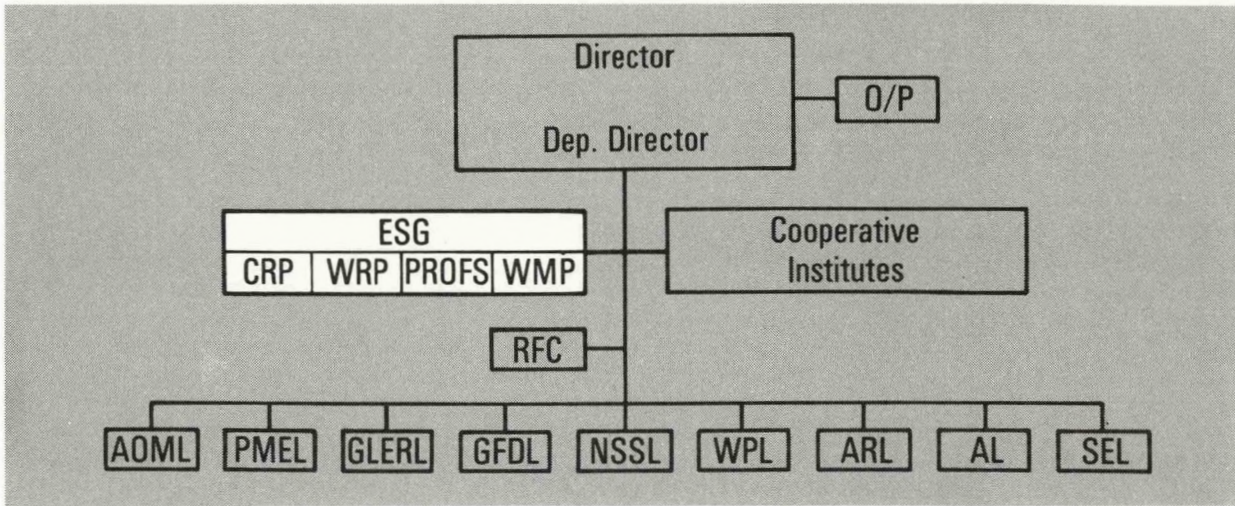 Director
O/P
Dep. Director
ESG
CRP WRP PROFS WMP
Cooperative
Institutes
RFC
AOML PMEL GLERL GFDL NSSL WPL ARL AL SEL